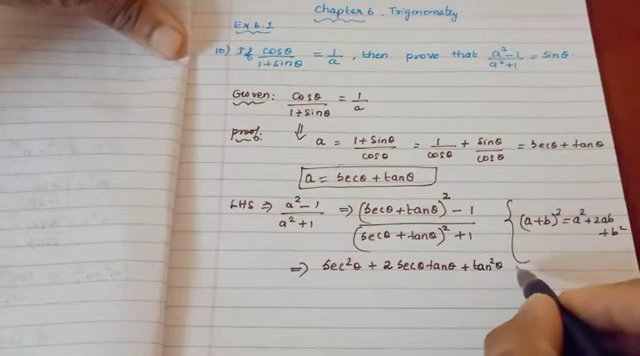 Chapter 6. Trigonometry
Ex 6.1
10) If cosθ/1+sinθ = 1/a, then prove that a²-1/a²+1 = sinθ.
Given: cosθ/1+sinθ = 1/a
proof: ⇓ a = 1+sinθ/cosθ = 1/cosθ + sinθ/cosθ = secθ+tanθ
a = secθ+tanθ
LHS ⇒ a²-1/a²+1 ⇒ (secθ+tanθ)²-1/(secθ+tanθ)²+1 {(a+b)²=a²+2ab+b²
⇒ sec²θ + 2 secθ tanθ + tan²θ